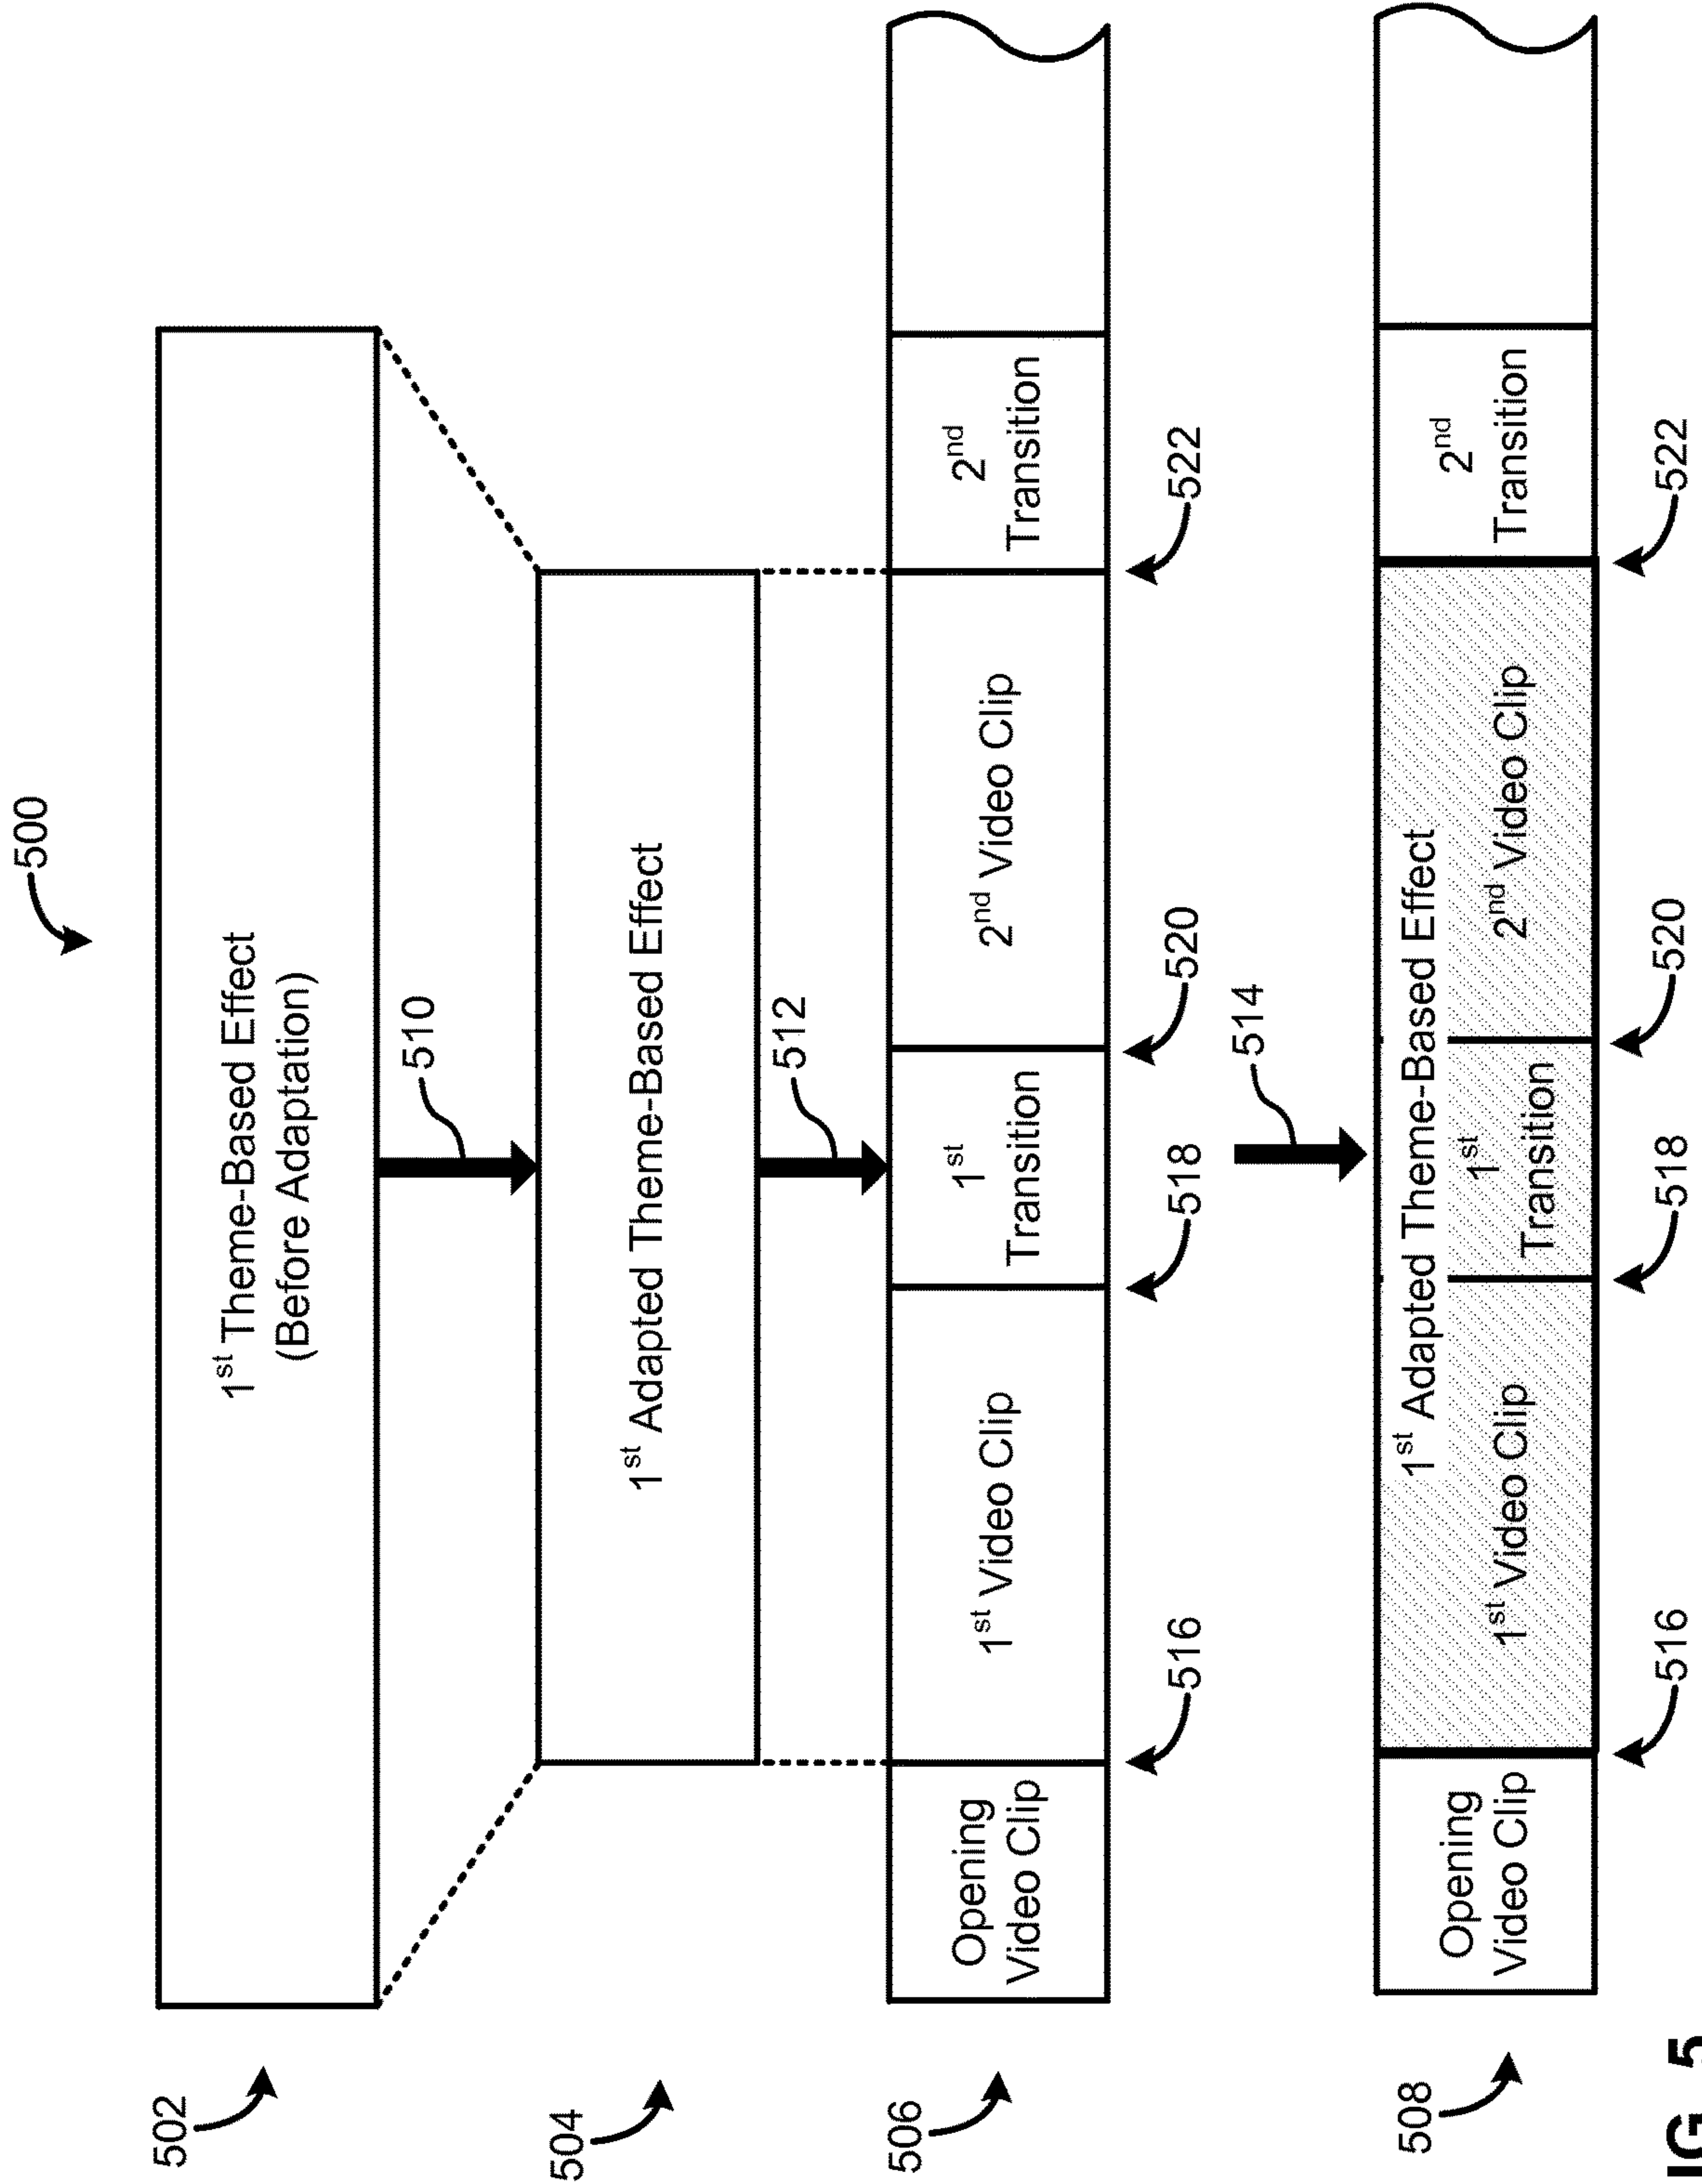 500
502
1st Theme-Based Effect
(Before Adaptation)
510
504
1st Adapted Theme-Based Effect
512
506
Opening
Video Clip
1st Video Clip
1st
Transition
2nd Video Clip
2nd
Transition
516
518
520
522
514
508
1st Adapted Theme-Based Effect
Opening
Video Clip
1st Video Clip
1st
Transition
2nd Video Clip
2nd
Transition
516
518
520
522